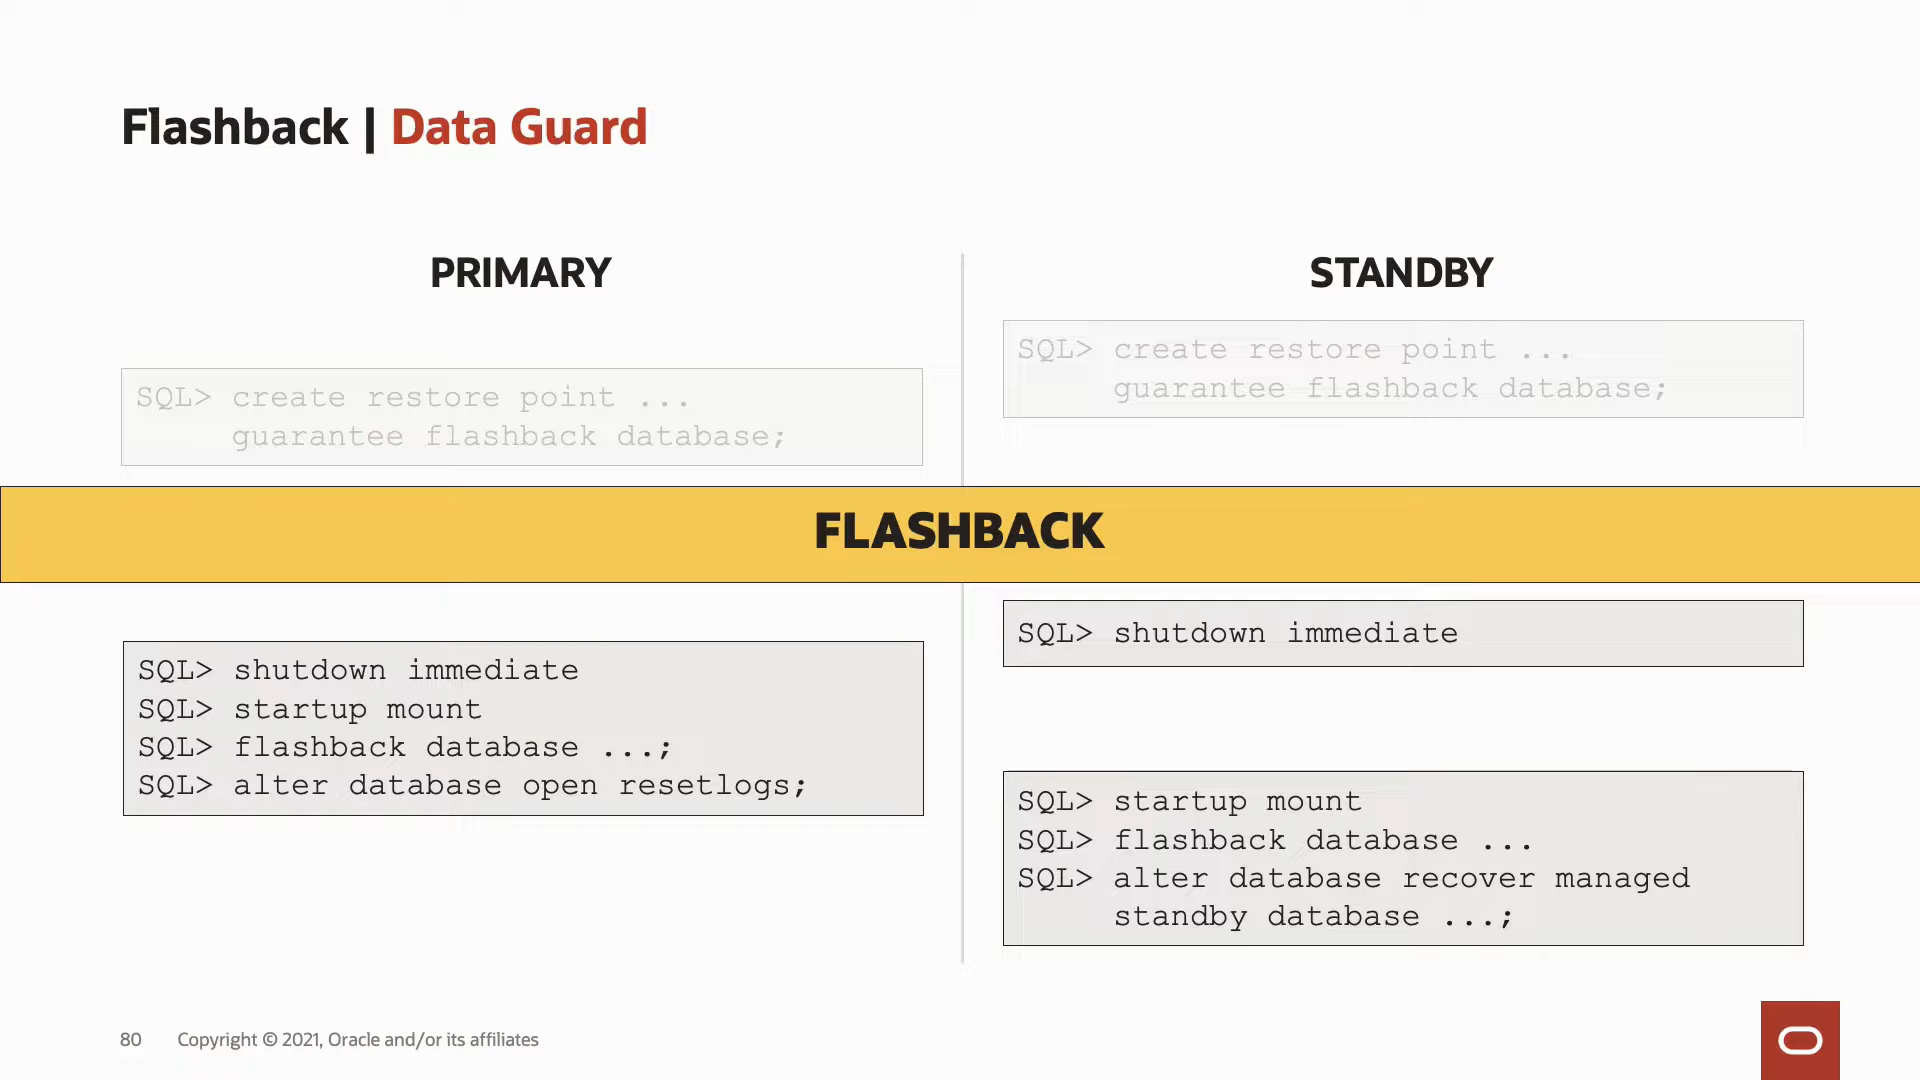 Flashback | Data Guard
PRIMARY
SQL> create restore point ...
guarantee flashback database;
STANDBY
SQL> create restore point ...
guarantee flashback database;
FLASHBACK
SQL> shutdown immediate
SQL> startup mount
SQL> flashback database ...;
SQL> alter database open resetlogs;
SQL> shutdown immediate
SQL> startup mount
SQL> flashback database ...
SQL> alter database recover managed
standby database ...;
80 Copyright © 2021, Oracle and/or its affiliates